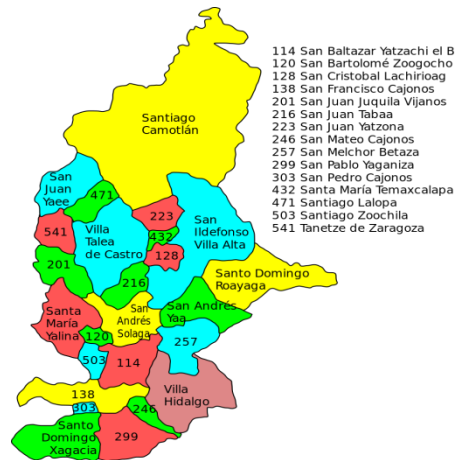 Santiago
Camotlán
San
Juan
Yaee
471
223
San
Ildefonso
Villa Alta
541
Villa
Talea
de Castro
432
128
201
216
Santo Domingo
Roayaga
Santa
María
Yalina
San
Andrés
Solaga
San Andrés
Yaa
120
257
503
114
138
Villa
Hidalgo
303
246
Santo
Domingo
Xagacia
299
114 San Baltazar Yatzachi el B
120 San Bartolomé Zoogocho
128 San Cristobal Lachirioag
138 San Francisco Cajonos
201 San Juan Juquila Vijanos
216 San Juan Tabaa
223 San Juan Yatzona
246 San Mateo Cajonos
257 San Melchor Betaza
299 San Pablo Yaganiza
303 San Pedro Cajonos
432 Santa María Temaxcalapa
471 Santiago Lalopa
503 Santiago Zoochila
541 Tanetze de Zaragoza